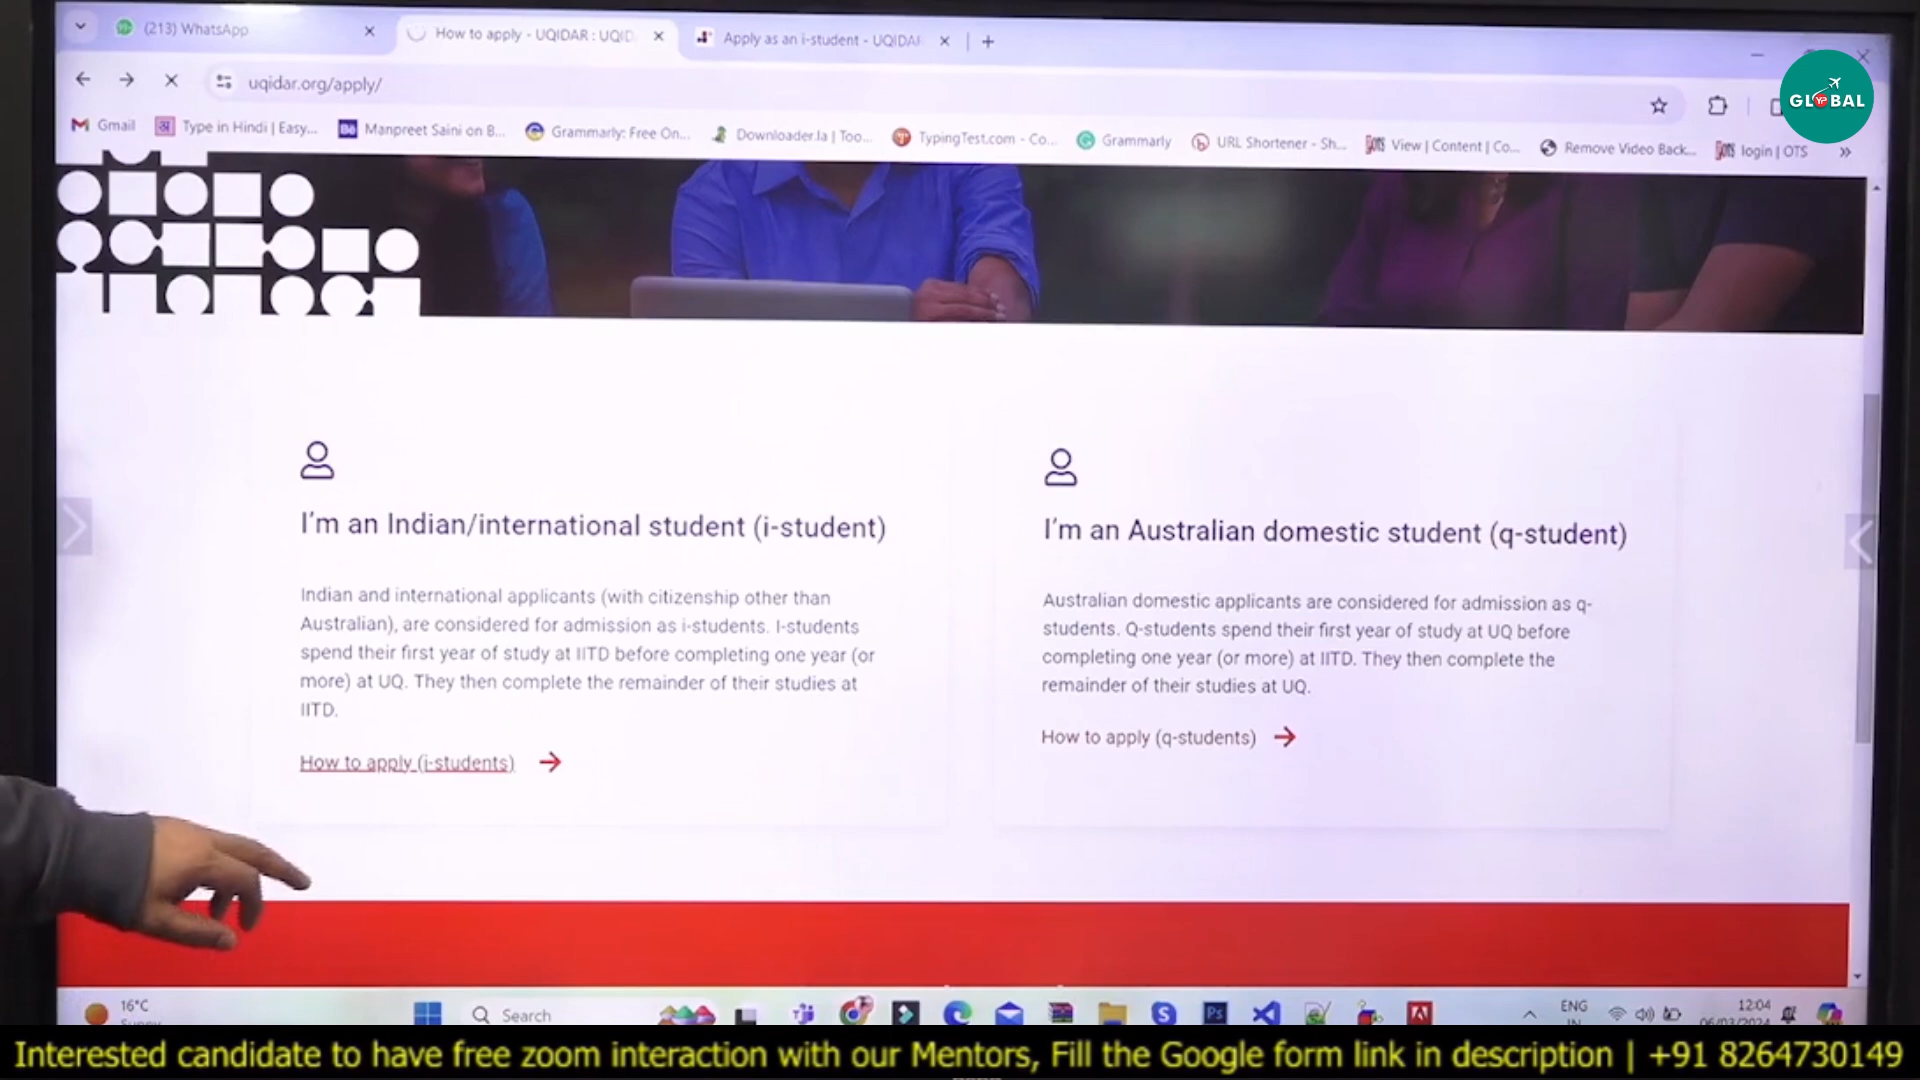 (213) WhatsApp
How to apply - UQIDAR : UQID
Apply as an i-student - UQIDAR
uqidar.org/apply/
GLOBAL
YP
Gmail
Type in Hindi | Easy...
Manpreet Saini on B...
Grammarly: Free On...
Downloader.la | Too...
TypingTest.com - Co...
Grammarly
URL Shortener - Sh...
View | Content | Co...
Remove Video Back...
login | OTS
I'm an Indian/international student (i-student)
Indian and international applicants (with citizenship other than
Australian), are considered for admission as i-students. I-students
spend their first year of study at IITD before completing one year (or
more) at UQ. They then complete the remainder of their studies at
IITD.
How to apply (i-students)
I'm an Australian domestic student (q-student)
Australian domestic applicants are considered for admission as q-
students. Q-students spend their first year of study at UQ before
completing one year (or more) at IITD. They then complete the
remainder of their studies at UQ.
How to apply (q-students)
16°C
Sunny
Search
Ps
ENG
IN
12:04
06/03/2024
Interested candidate to have free zoom interaction with our Mentors, Fill the Google form link in description | +91 8264730149